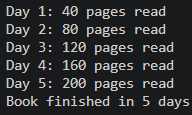 Day 1: 40 pages read
Day 2: 80 pages read
Day 3: 120 pages read
Day 4: 160 pages read
Day 5: 200 pages read
Book finished in 5 days